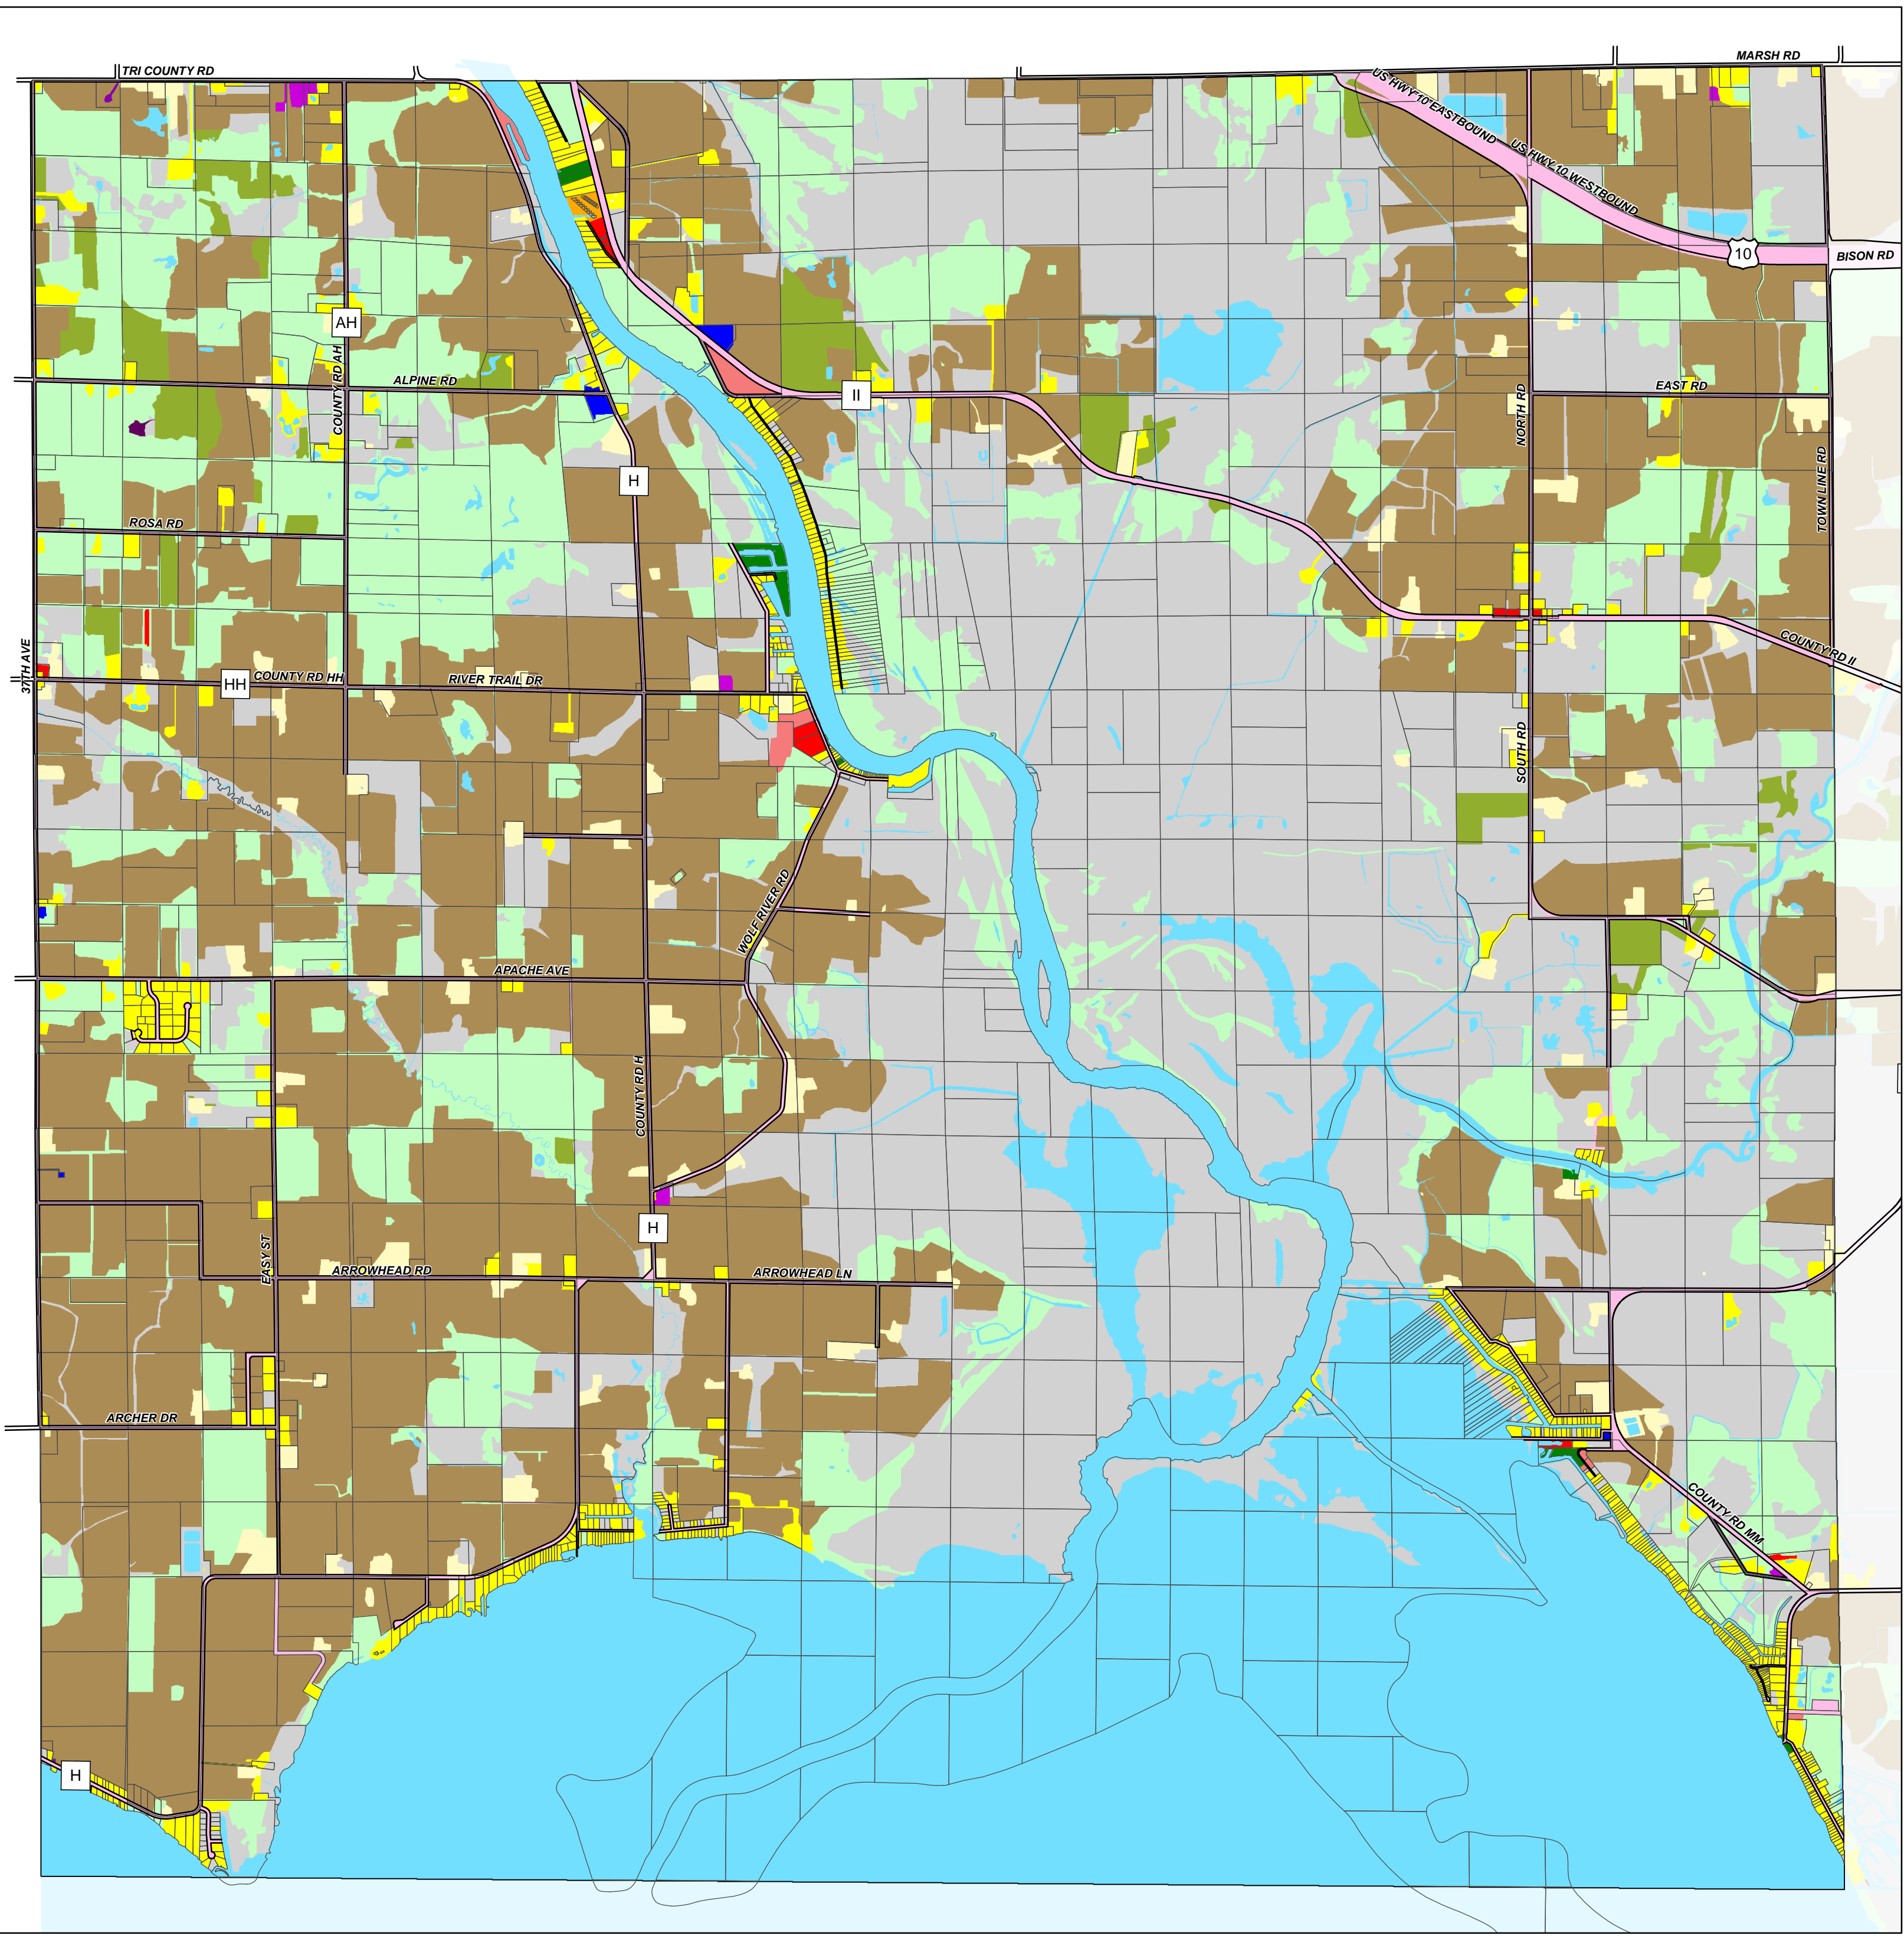 MARSH RD
TRI COUNTY RD
US HWY 10 EASTBOUND
US HWY 10 WESTBOUND
10
BISON RD
AH
COUNTY RD AH
ALPINE RD
II
EAST RD
NORTH RD
TOWN LINE RD
H
ROSA RD
37TH AVE
HH
COUNTY RD HH
RIVER TRAIL DR
COUNTY RD II
SOUTH RD
WOLF RIVER RD
APACHE AVE
COUNTY RD H
H
EASY ST
ARROWHEAD RD
ARROWHEAD LN
ARCHER DR
COUNTY RD MM
H